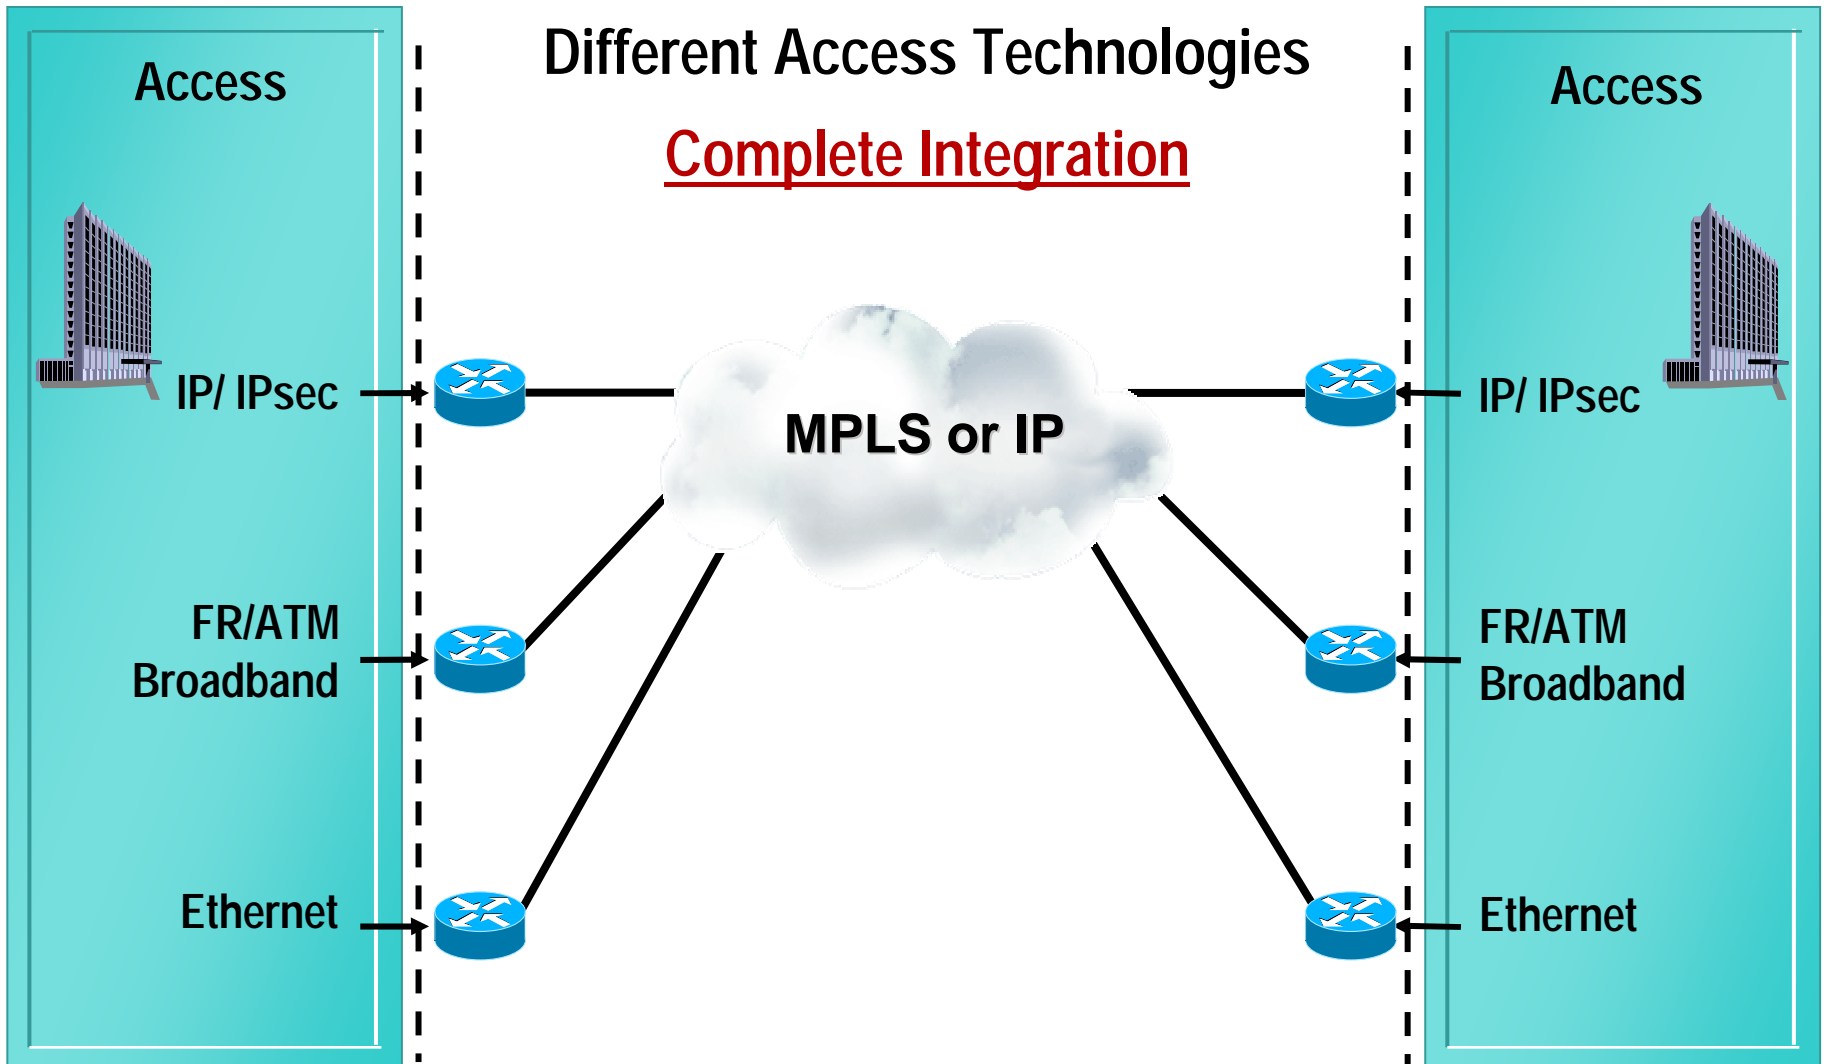 Different Access Technologies
Complete Integration
Access
IP/ IPsec
FR/ATM
Broadband
Ethernet
MPLS or IP
Access
IP/ IPsec
FR/ATM
Broadband
Ethernet